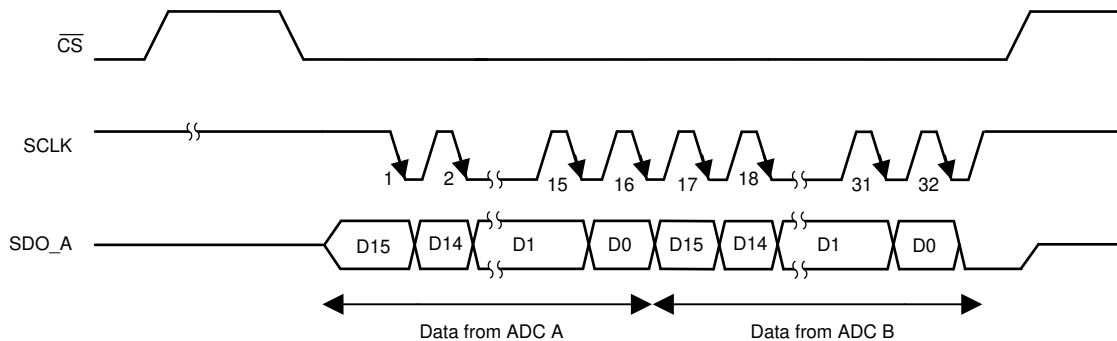 CS
SCLK
1 2 15 16 17 18 31 32
SDO_A
D15 D14 D1 D0 D15 D14 D1 D0
Data from ADC A Data from ADC B